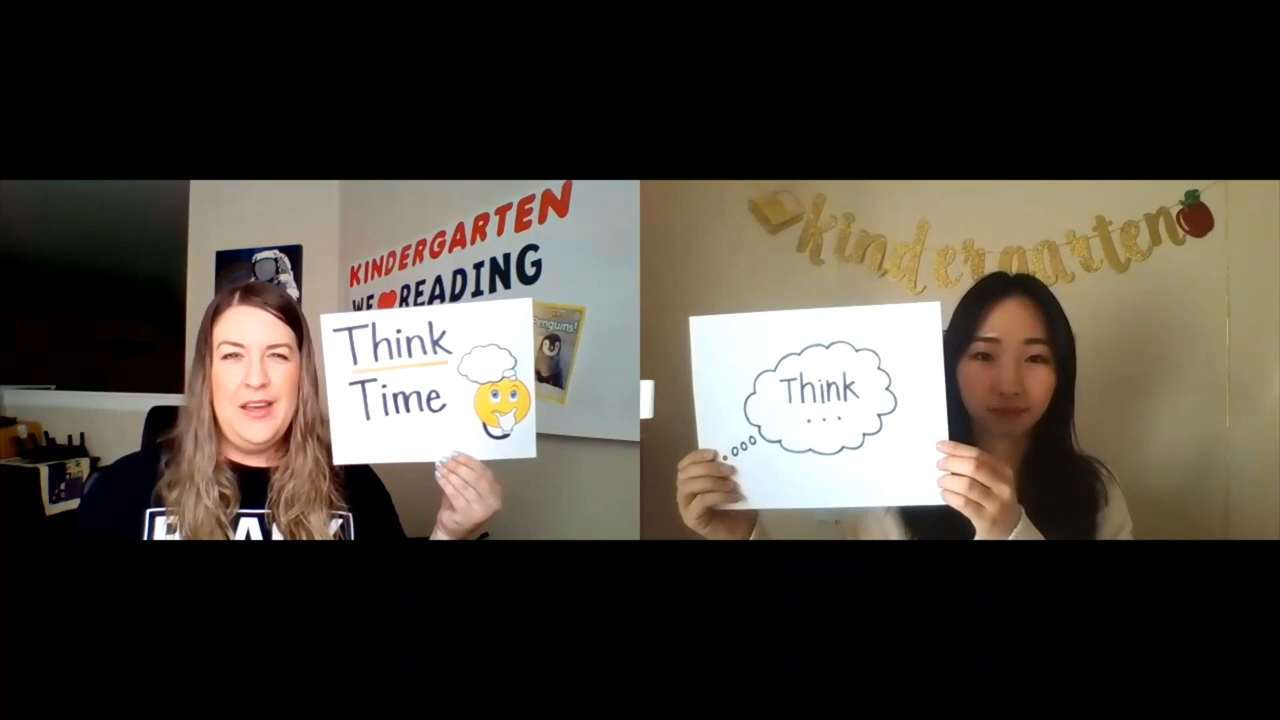 KINDERGARTEN
WE ❤ READING
Penguins!
Think
Time
kindergarten
Think
...